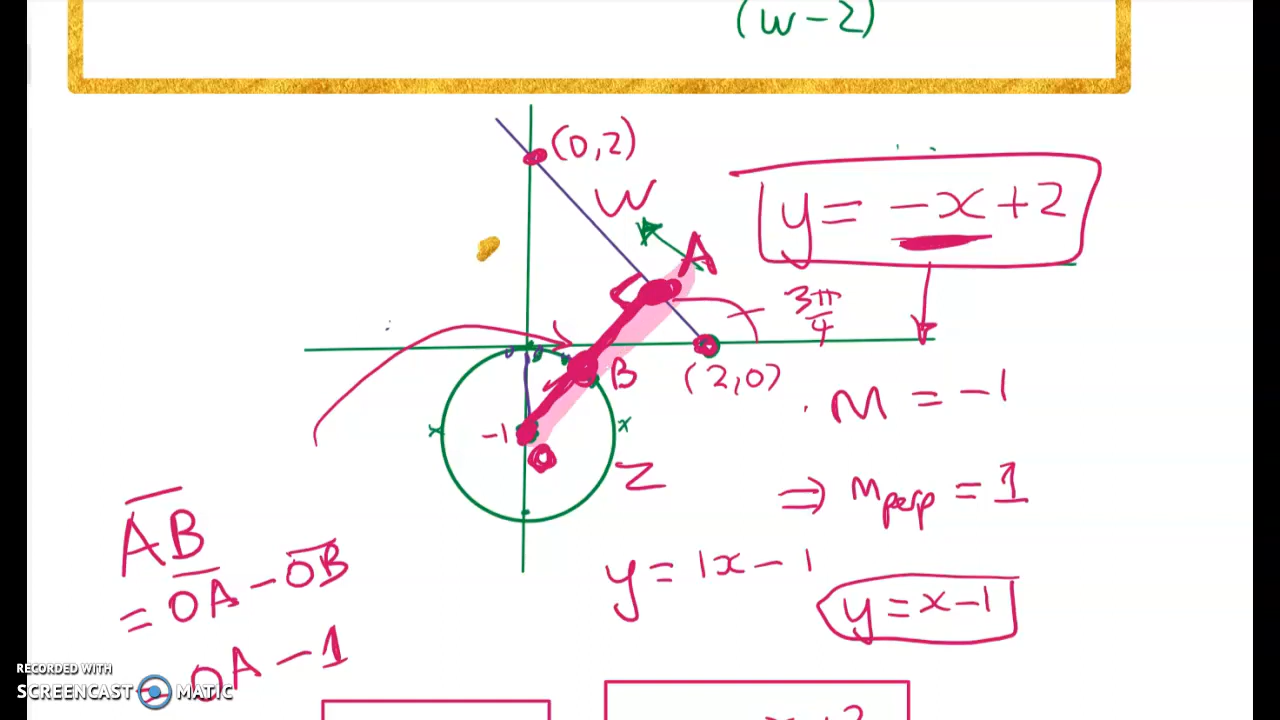 (w-2)
(0,2)
W
y = -x+2
A
3π/4
B
(2,0)
m = -1
-1
O
Z
⇒ m perp = 1
AB
= OA - OB
y = 1x - 1
y = x-1
OA - 1
RECORDED WITH
SCREENCAST MATIC